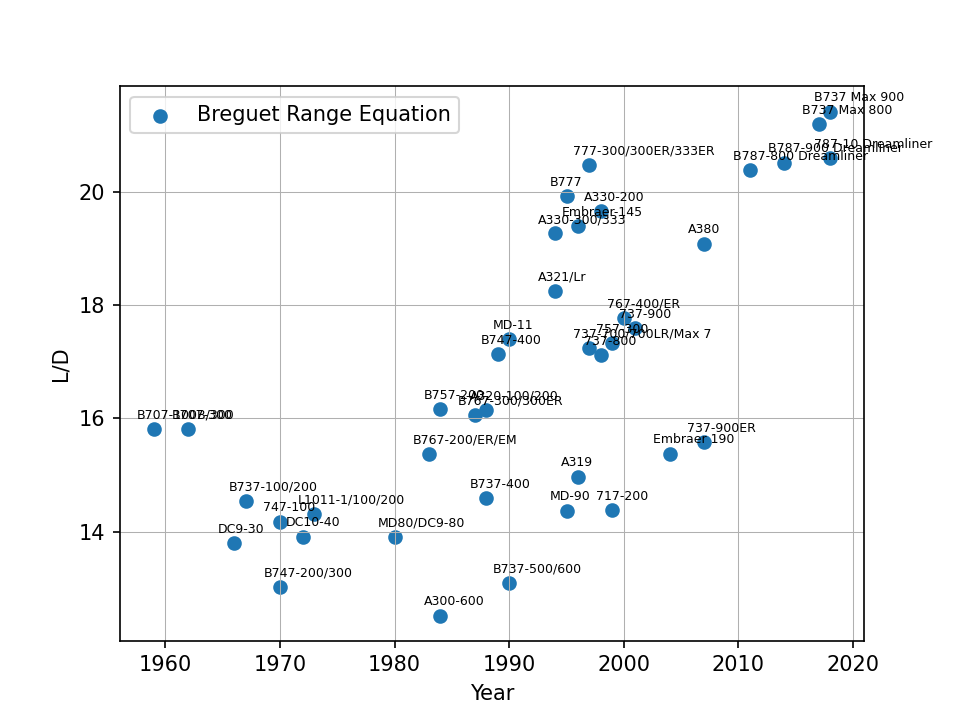 Breguet Range Equation
B737 Max 900
B737 Max 800
787-10 Dreamliner
B787-900 Dreamliner
B787-800 Dreamliner
777-300/300ER/333ER
B777
A330-200
Embraer-145
A330-300/333
A380
A321/Lr
767-400/ER
737-900
757-300
737-700/700LR/Max 7
737-800
MD-11
B747-400
B757-200
A320-100/200
B767-300/300ER
B707-300
737-900ER
Embraer 190
B767-200/ER/EM
A319
B737-400
MD-90
717-200
B737-100/200
L1011-1/100/200
747-100
DC10-40
DC9-30
MD80/DC9-80
B747-200/300
B737-500/600
A300-600
20
18
16
14
L/D
1960
1970
1980
1990
2000
2010
2020
Year